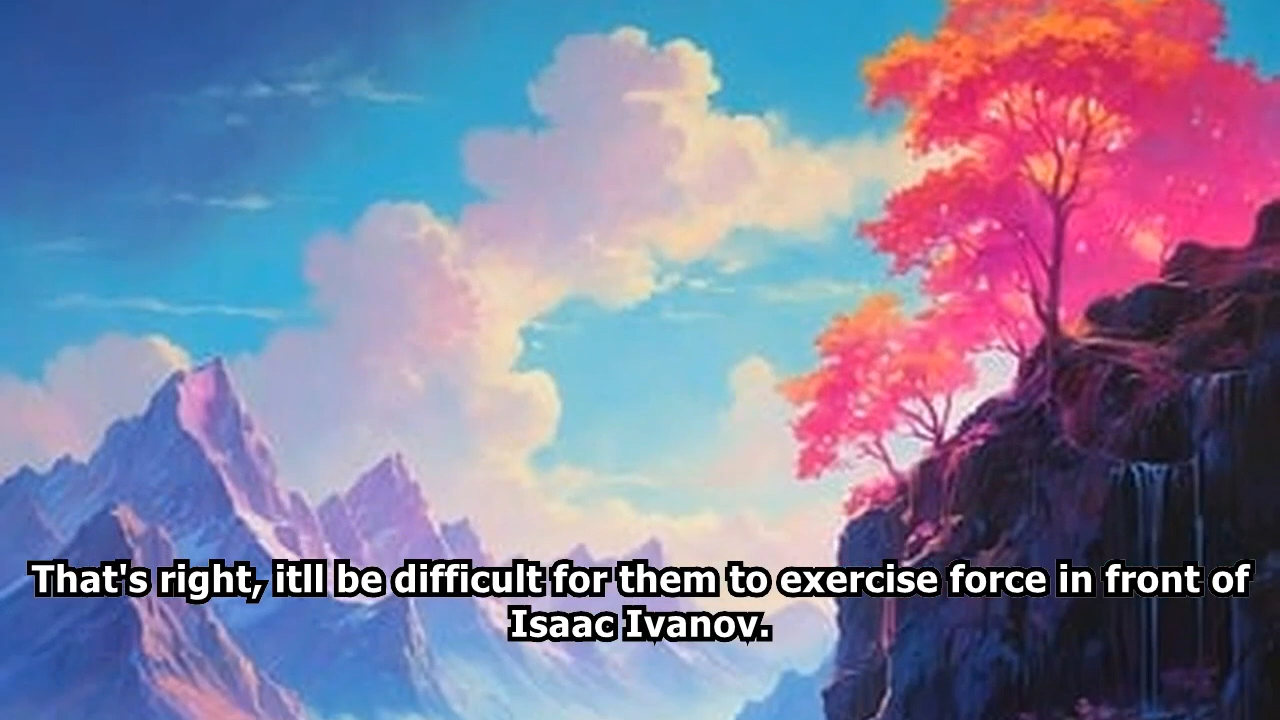 That's right, itll be difficult for them to exercise force in front of
Isaac Ivanov.